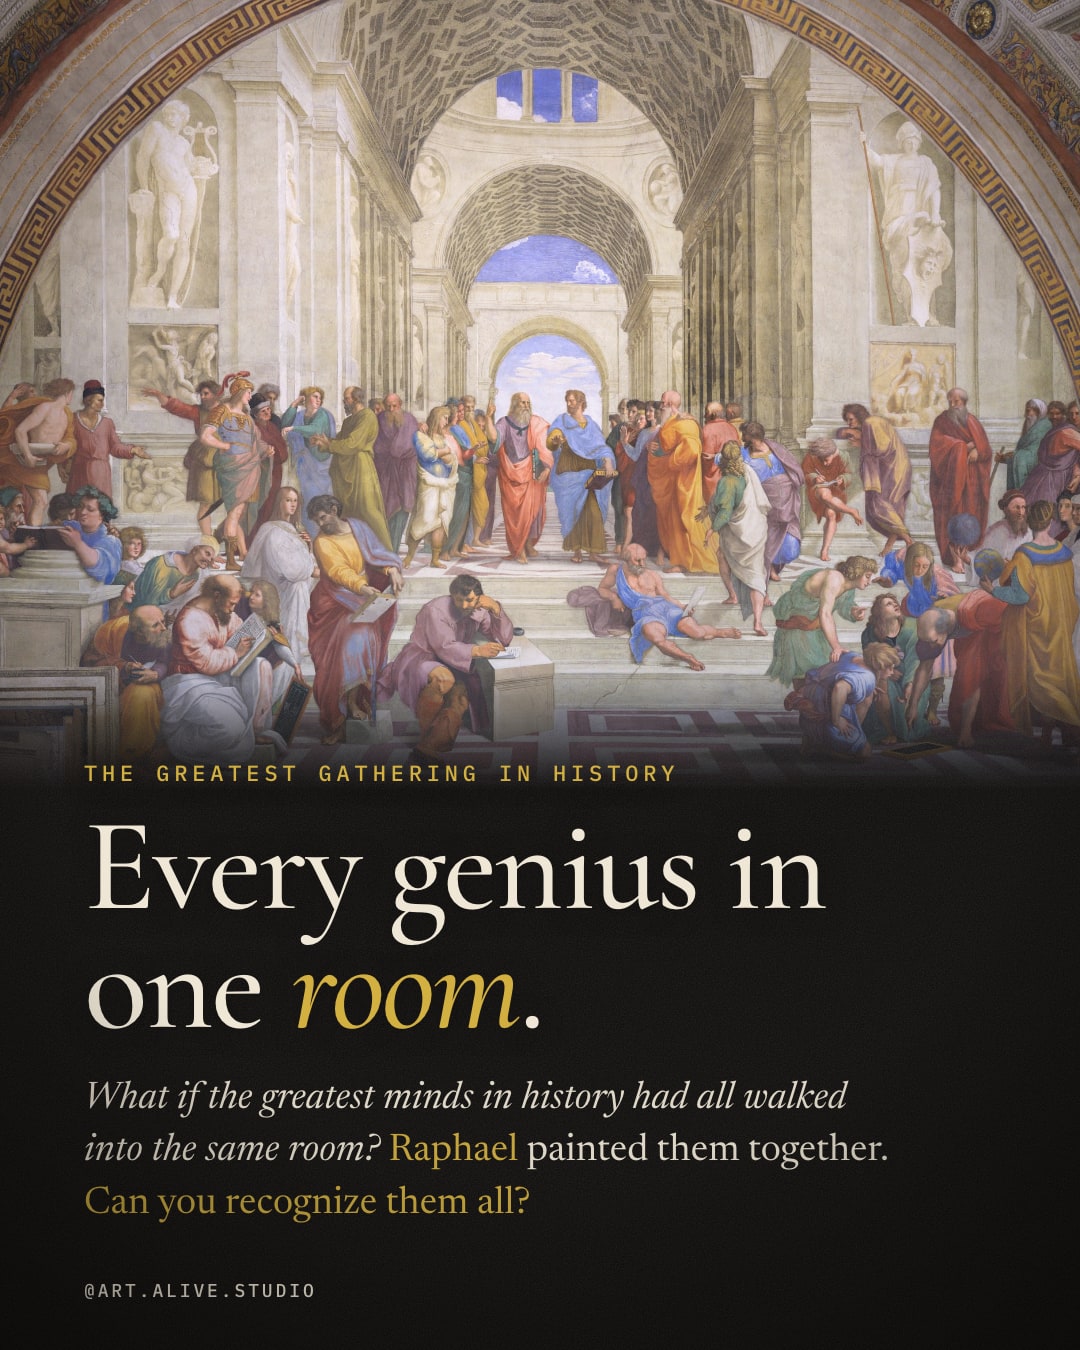 THE GREATEST GATHERING IN HISTORY
Every genius in
one room.
What if the greatest minds in history had all walked
into the same room? Raphael painted them together.
Can you recognize them all?
@ART.ALIVE.STUDIO